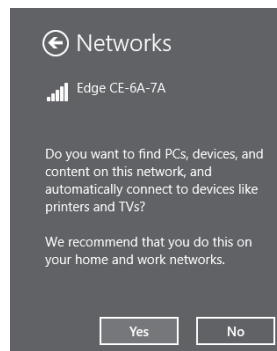 Networks
Edge CE-6A-7A
Do you want to find PCs, devices, and
content on this network, and
automatically connect to devices like
printers and TVs?
We recommend that you do this on
your home and work networks.
Yes
No